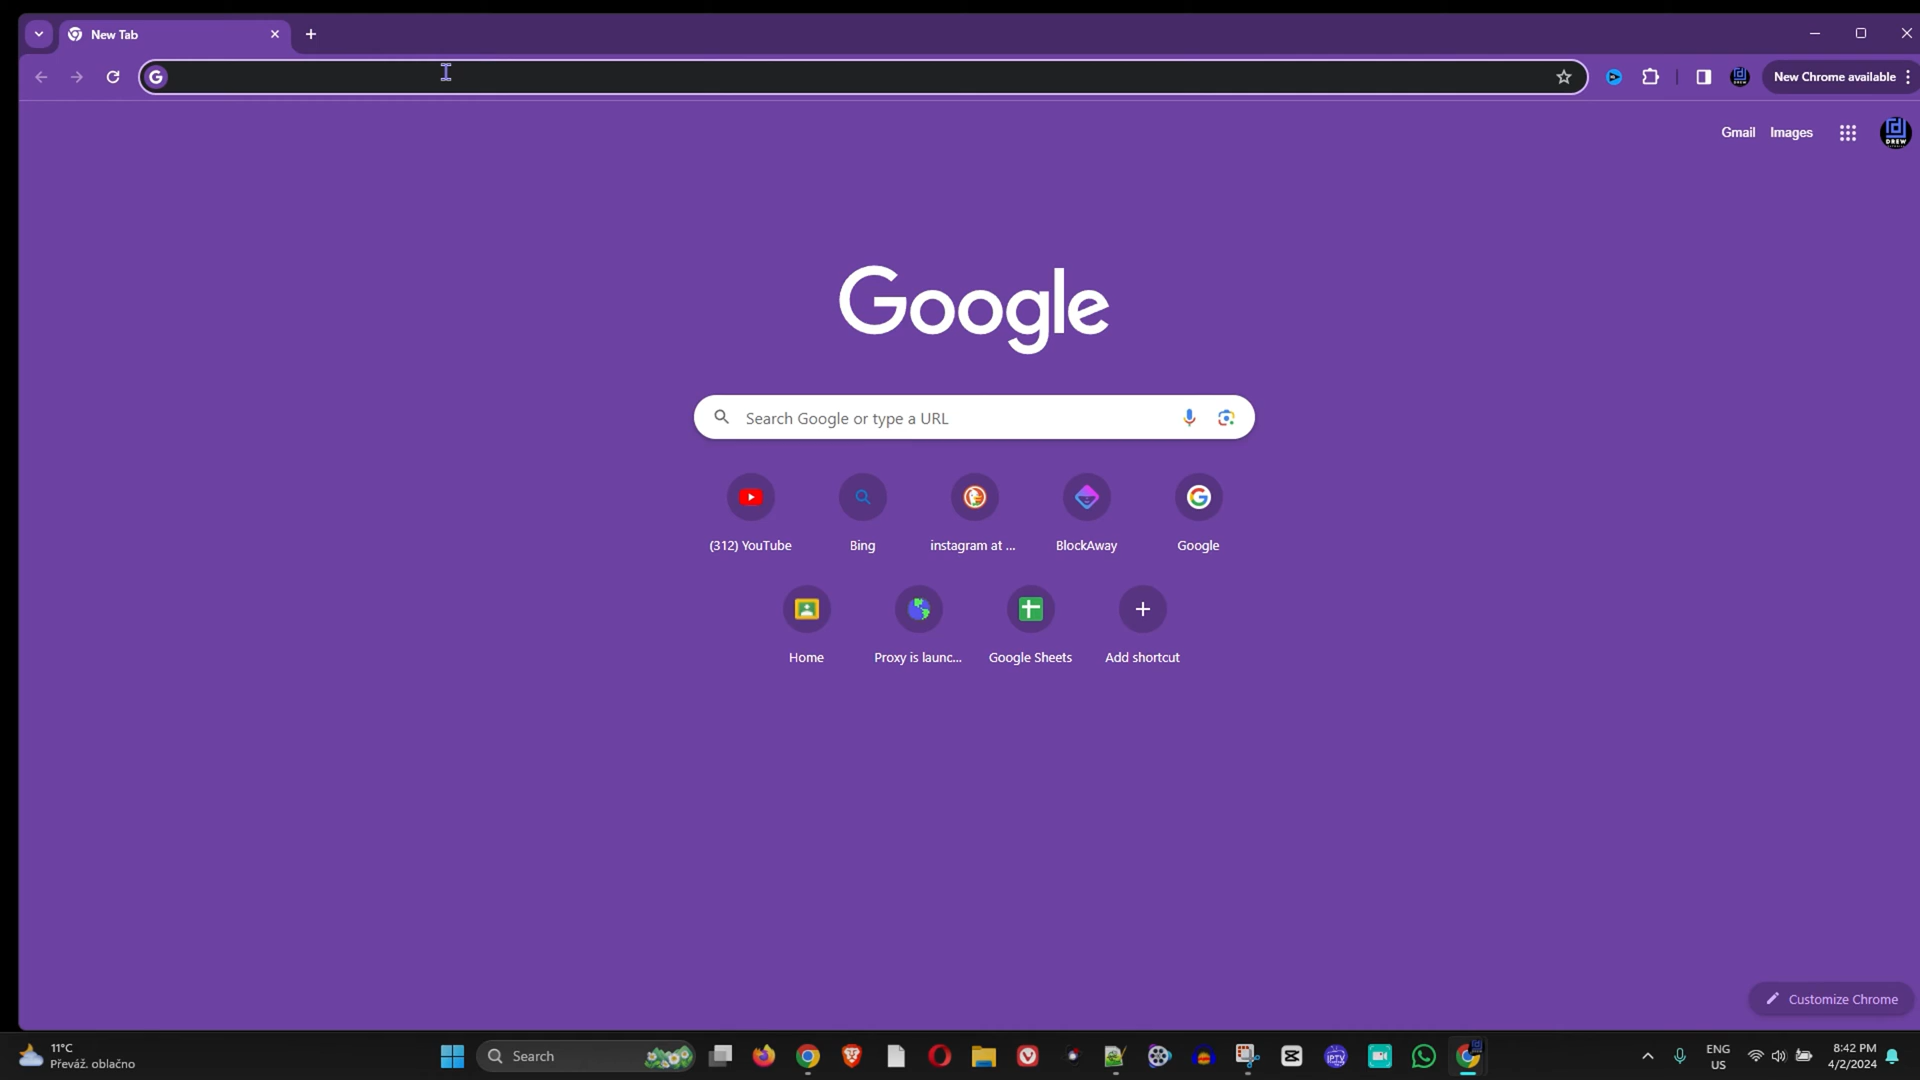 New Tab
New Chrome available
Gmail Images
DREW
Google
Search Google or type a URL
(312) YouTube Bing instagram at ... BlockAway Google
Home Proxy is launc... Google Sheets Add shortcut
Customize Chrome
11°C
Převáž. oblačno
Search
IPTV
ENG
US
8:42 PM
4/2/2024